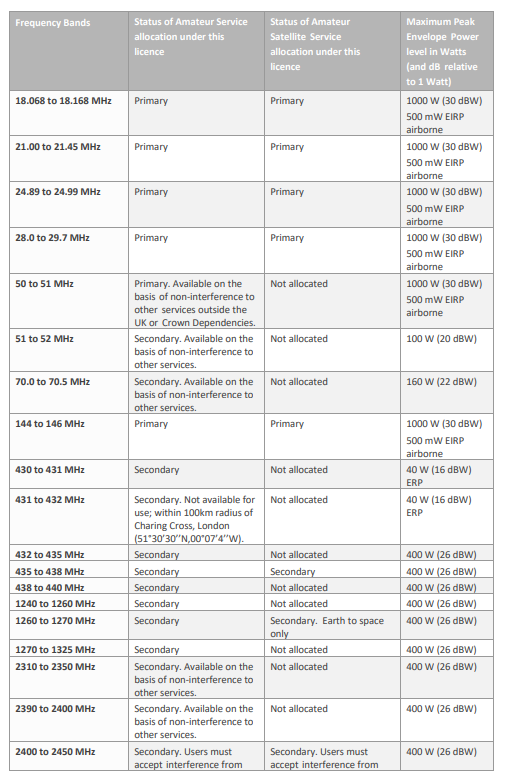 Frequency Bands
Status of Amateur Service
allocation under this
licence
Status of Amateur
Satellite Service
allocation under this
licence
Maximum Peak
Envelope Power
level in Watts
(and dB relative
to 1 Watt)
18.068 to 18.168 MHz
Primary
Primary
1000 W (30 dBW)
500 mW EIRP
airborne
21.00 to 21.45 MHz
Primary
Primary
1000 W (30 dBW)
500 mW EIRP
airborne
24.89 to 24.99 MHz
Primary
Primary
1000 W (30 dBW)
500 mW EIRP
airborne
28.0 to 29.7 MHz
Primary
Primary
1000 W (30 dBW)
500 mW EIRP
airborne
50 to 51 MHz
Primary. Available on the
basis of non-interference to
other services outside the
UK or Crown Dependencies.
Not allocated
1000 W (30 dBW)
500 mW EIRP
airborne
51 to 52 MHz
Secondary. Available on the
basis of non-interference to
other services.
Not allocated
100 W (20 dBW)
70.0 to 70.5 MHz
Secondary. Available on the
basis of non-interference to
other services.
Not allocated
160 W (22 dBW)
144 to 146 MHz
Primary
Primary
1000 W (30 dBW)
500 mW EIRP
airborne
430 to 431 MHz
Secondary
Not allocated
40 W (16 dBW)
ERP
431 to 432 MHz
Secondary. Not available for
use; within 100km radius of
Charing Cross, London
(51°30'30’’N,00°07'4’’W).
Not allocated
40 W (16 dBW)
ERP
432 to 435 MHz
Secondary
Not allocated
400 W (26 dBW)
435 to 438 MHz
Secondary
Secondary
400 W (26 dBW)
438 to 440 MHz
Secondary
Not allocated
400 W (26 dBW)
1240 to 1260 MHz
Secondary
Not allocated
400 W (26 dBW)
1260 to 1270 MHz
Secondary
Secondary. Earth to space
only
400 W (26 dBW)
1270 to 1325 MHz
Secondary
Not allocated
400 W (26 dBW)
2310 to 2350 MHz
Secondary. Available on the
basis of non-interference to
other services.
Not allocated
400 W (26 dBW)
2390 to 2400 MHz
Secondary. Available on the
basis of non-interference to
other services.
Not allocated
400 W (26 dBW)
2400 to 2450 MHz
Secondary. Users must
accept interference from
Secondary. Users must
accept interference from
400 W (26 dBW)